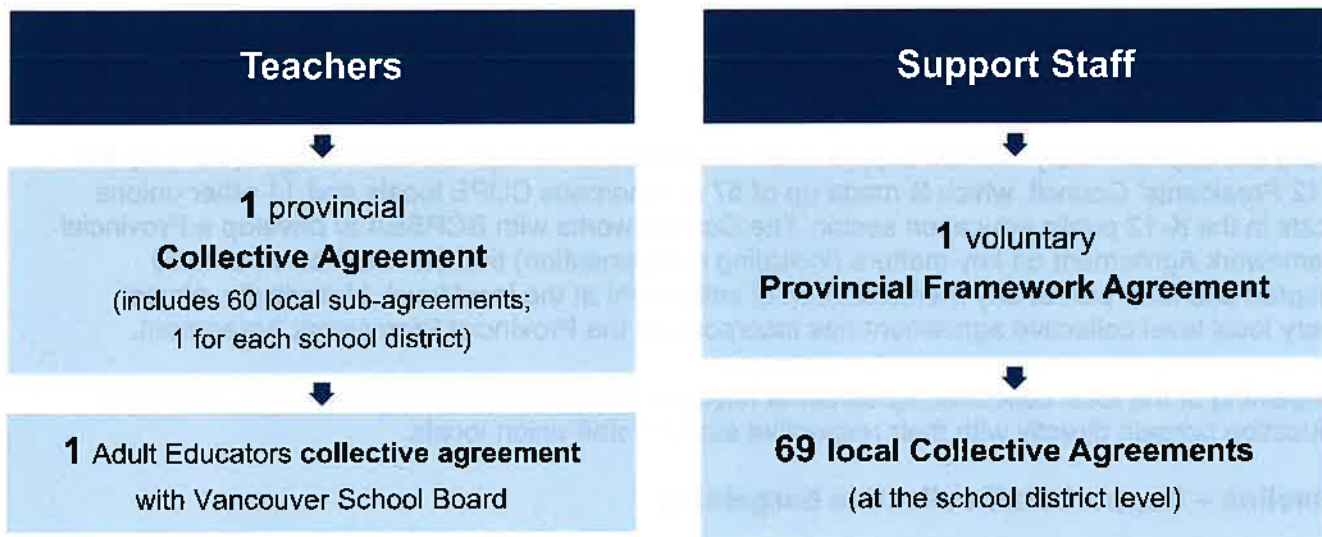 Teachers
1 provincial
Collective Agreement
(includes 60 local sub-agreements;
1 for each school district)
1 Adult Educators collective agreement
with Vancouver School Board
Support Staff
1 voluntary
Provincial Framework Agreement
69 local Collective Agreements
(at the school district level)